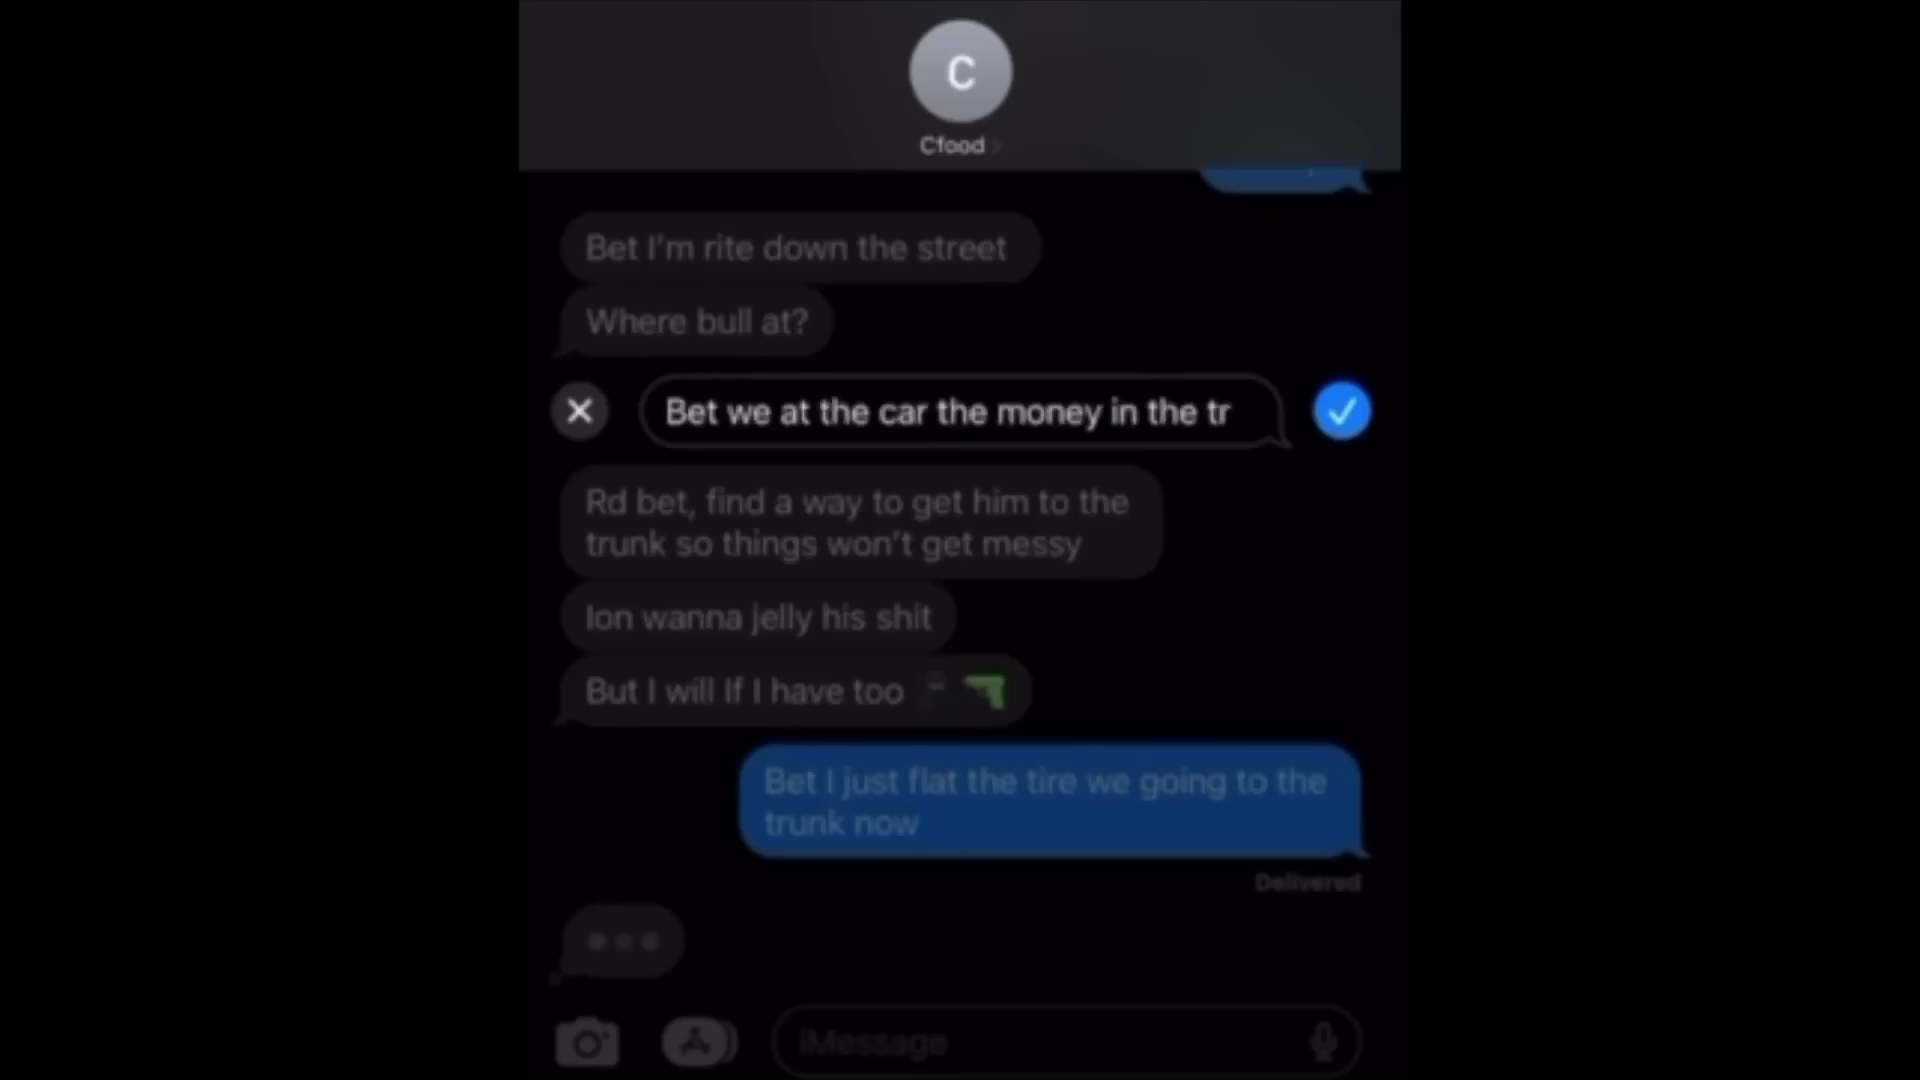 C
Cfood
Bet I'm rite down the street
Where bull at?
Bet we at the car the money in the tr
Rd bet, find a way to get him to the
trunk so things won't get messy
Ion wanna jelly his shit
But I will If I have too
Bet I just flat the tire we going to the
trunk now
Delivered
iMessage